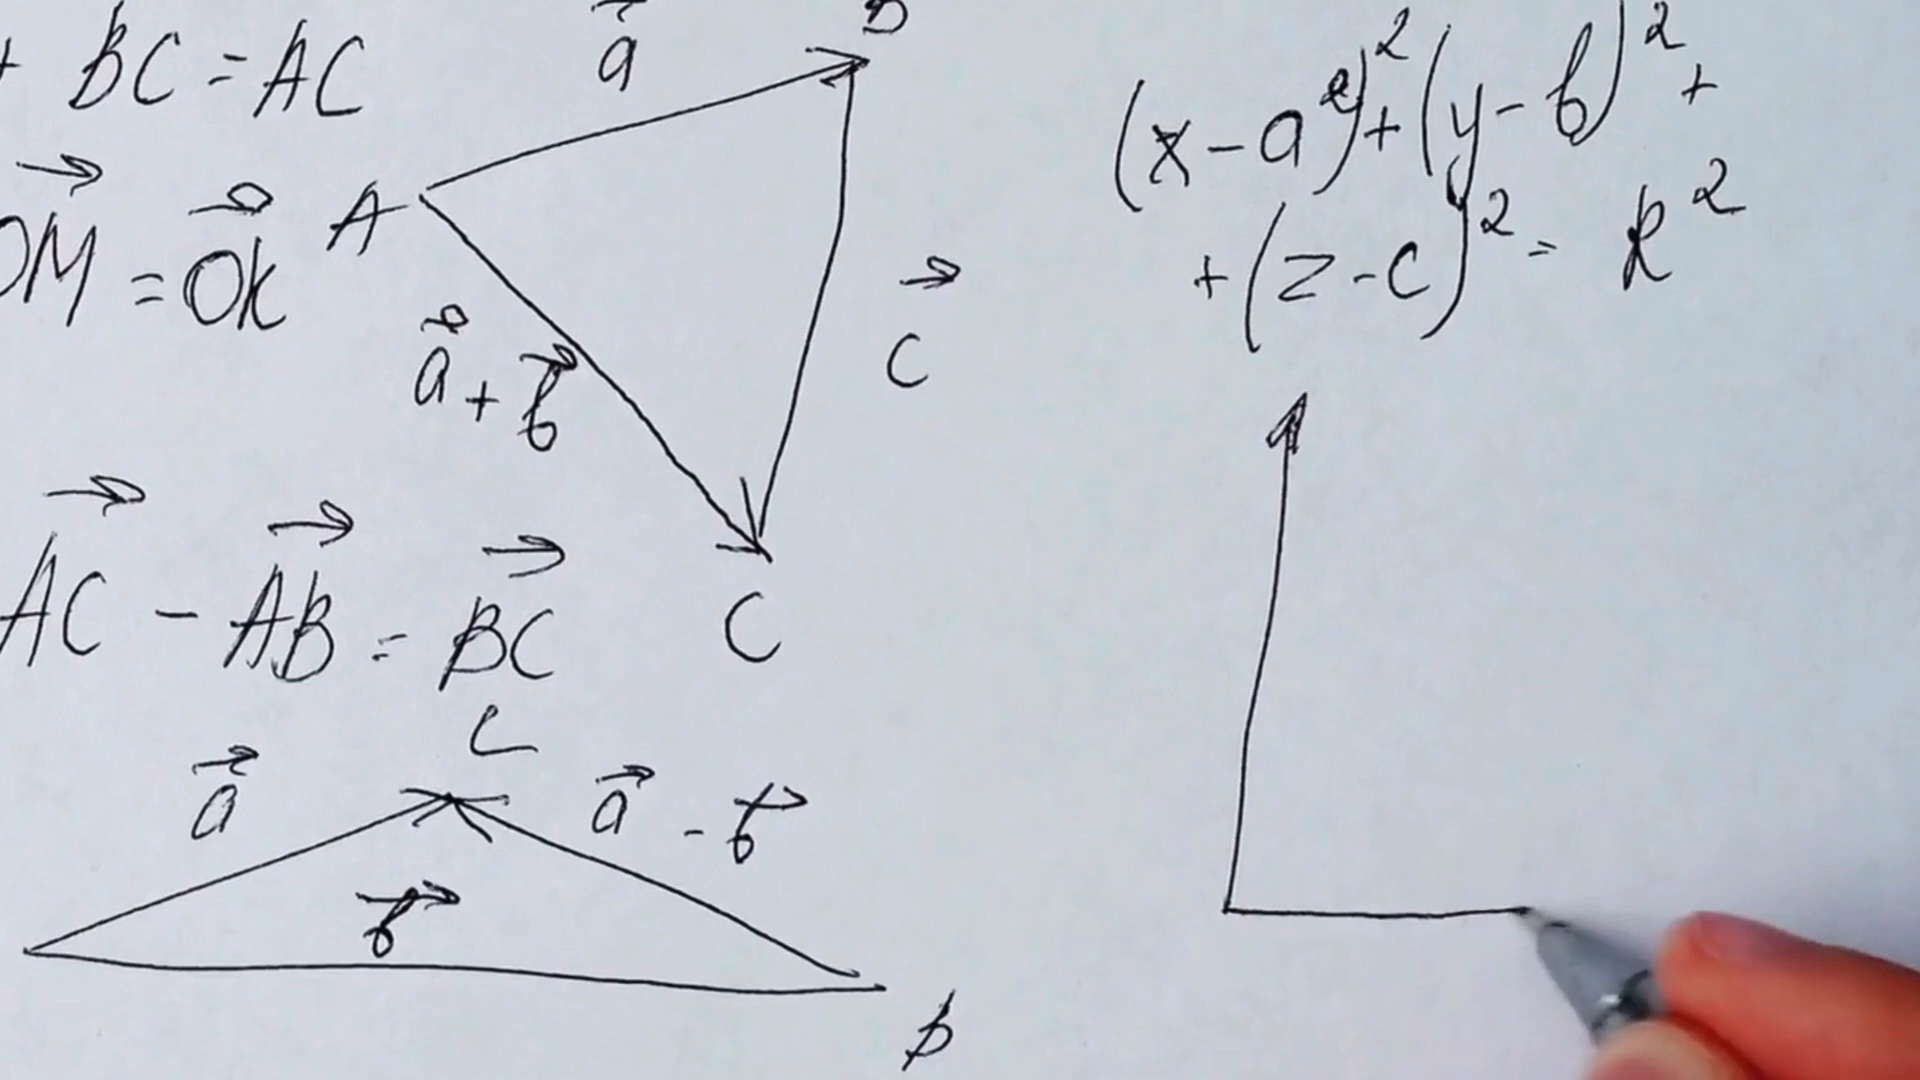 + BC = AC
OM = OK
a
B
A
a + b
c
C
AC - AB = BC
C
a
a - b
b
B
(x - a)² + (y - b)² +
+ (z - c)² = R²